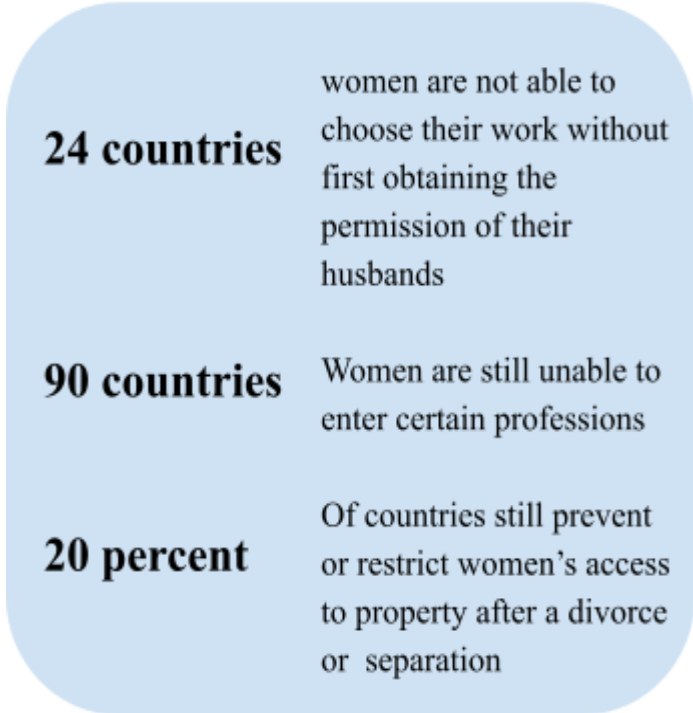 24 countries
women are not able to
choose their work without
first obtaining the
permission of their
husbands
90 countries
Women are still unable to
enter certain professions
20 percent
Of countries still prevent
or restrict women’s access
to property after a divorce
or  separation